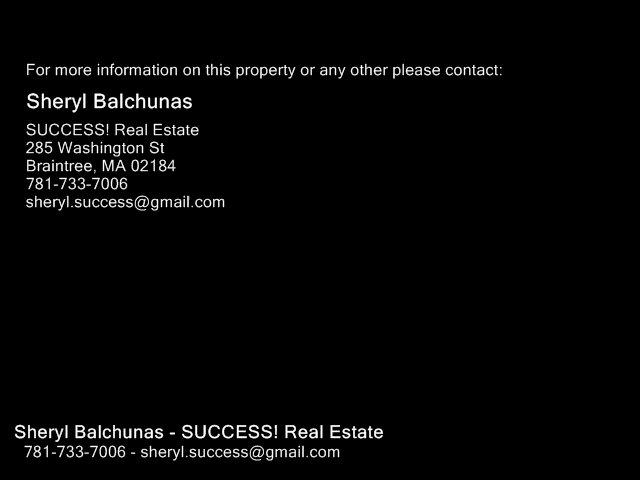 For more information on this property or any other please contact:
Sheryl Balchunas
SUCCESS! Real Estate
285 Washington St
Braintree, MA 02184
781-733-7006
sheryl.success@gmail.com
Sheryl Balchunas - SUCCESS! Real Estate
781-733-7006 - sheryl.success@gmail.com